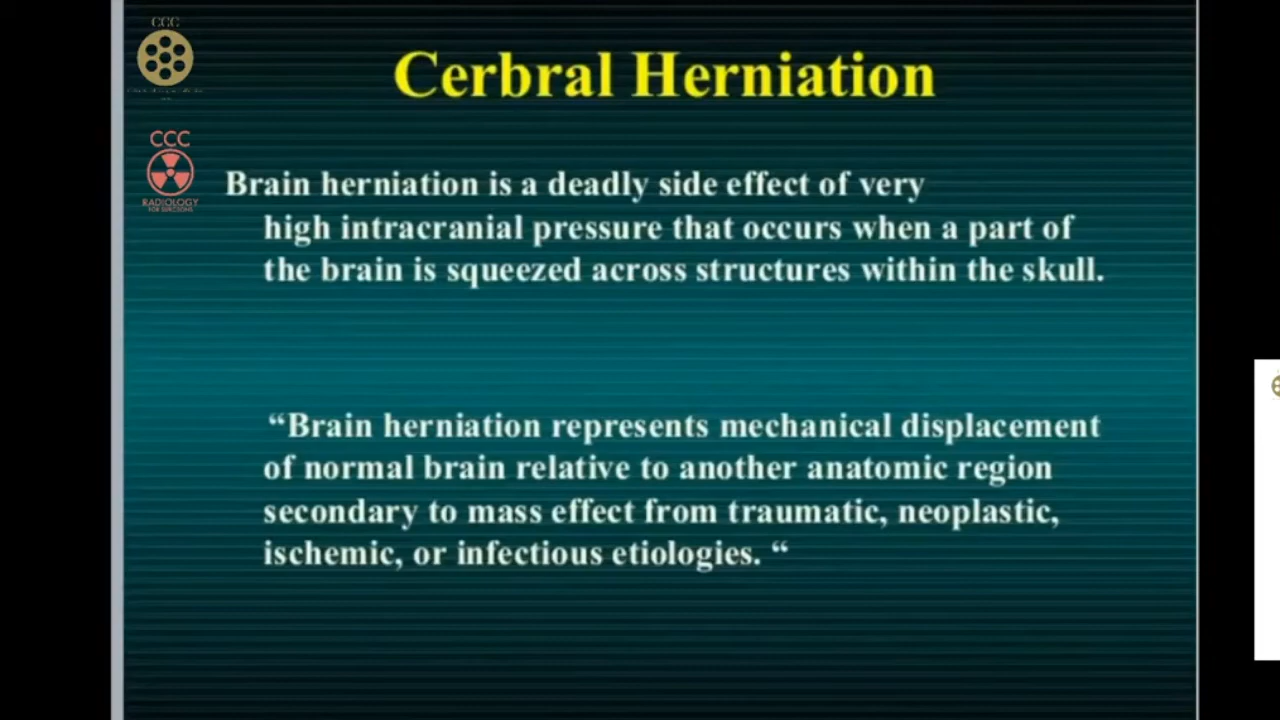 CCC
Cerbral Herniation
CCC
RADIOLOGY
Brain herniation is a deadly side effect of very
high intracranial pressure that occurs when a part of
the brain is squeezed across structures within the skull.
“Brain herniation represents mechanical displacement
of normal brain relative to another anatomic region
secondary to mass effect from traumatic, neoplastic,
ischemic, or infectious etiologies. “